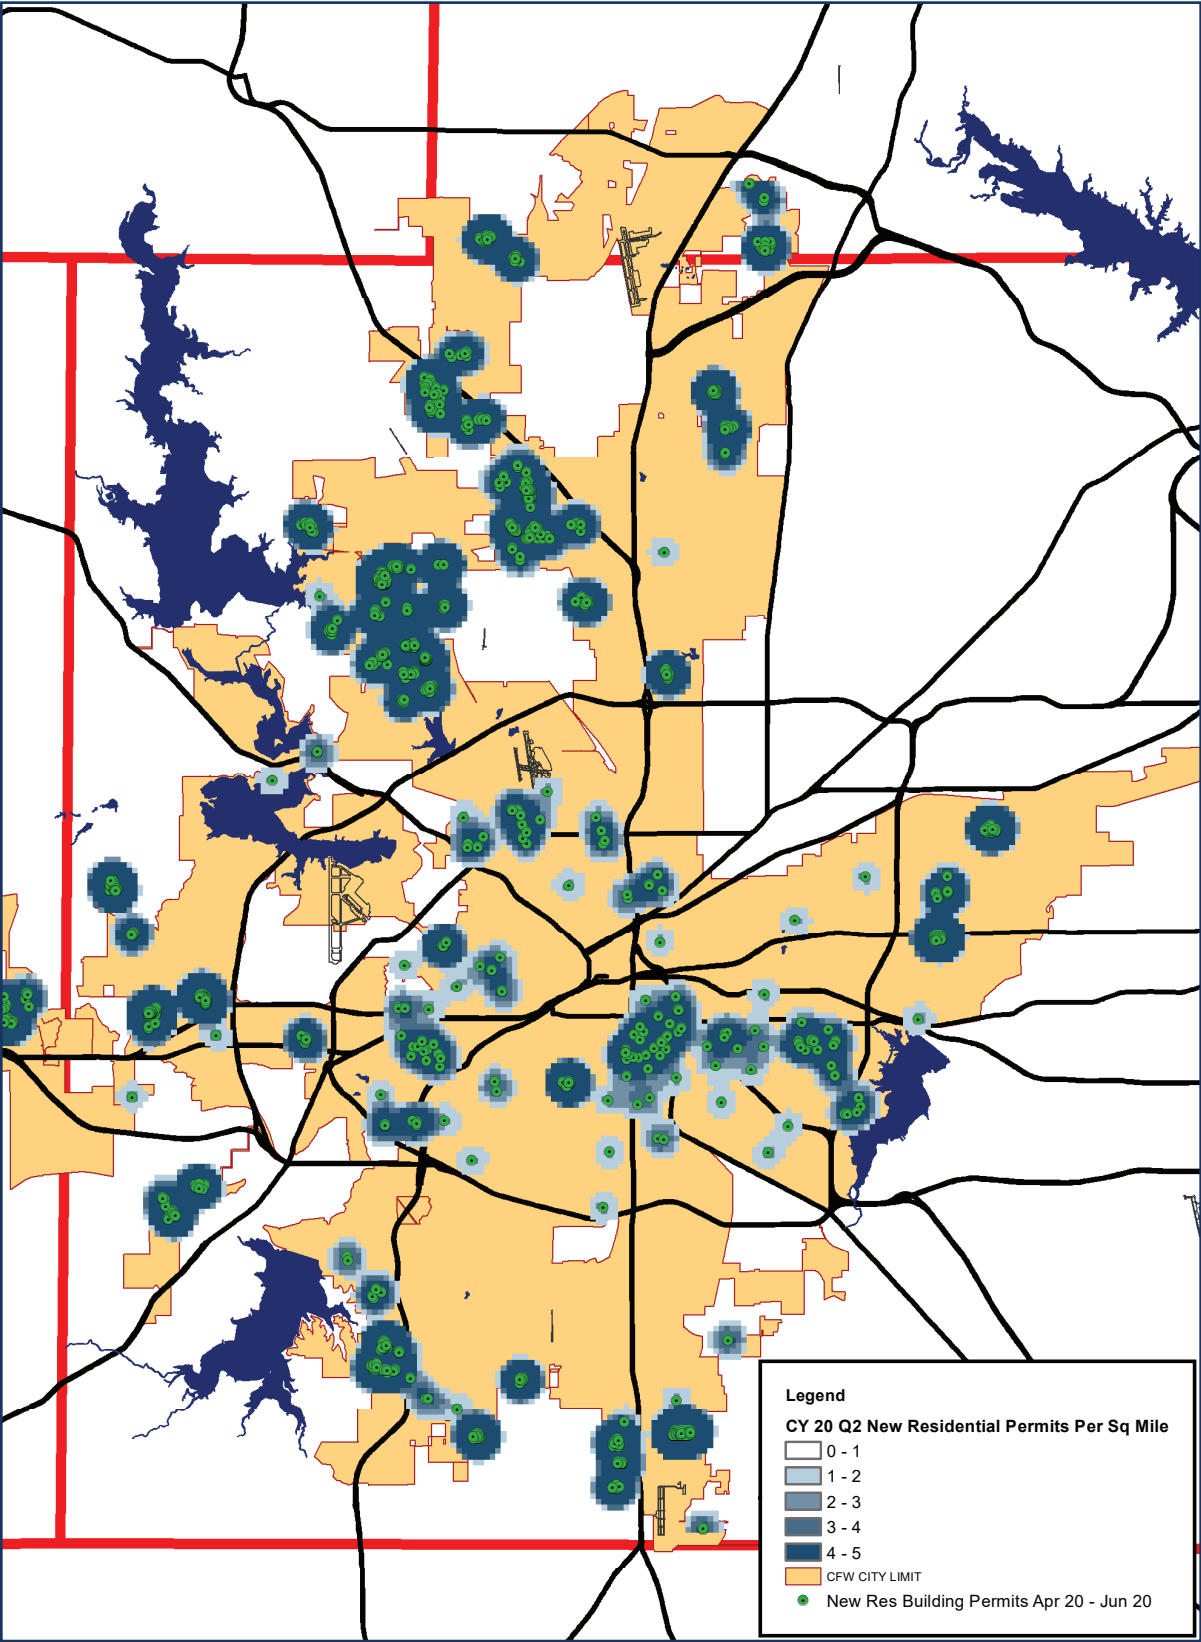 Legend
CY 20 Q2 New Residential Permits Per Sq Mile
0 - 1
1 - 2
2 - 3
3 - 4
4 - 5
CFW CITY LIMIT
New Res Building Permits Apr 20 - Jun 20